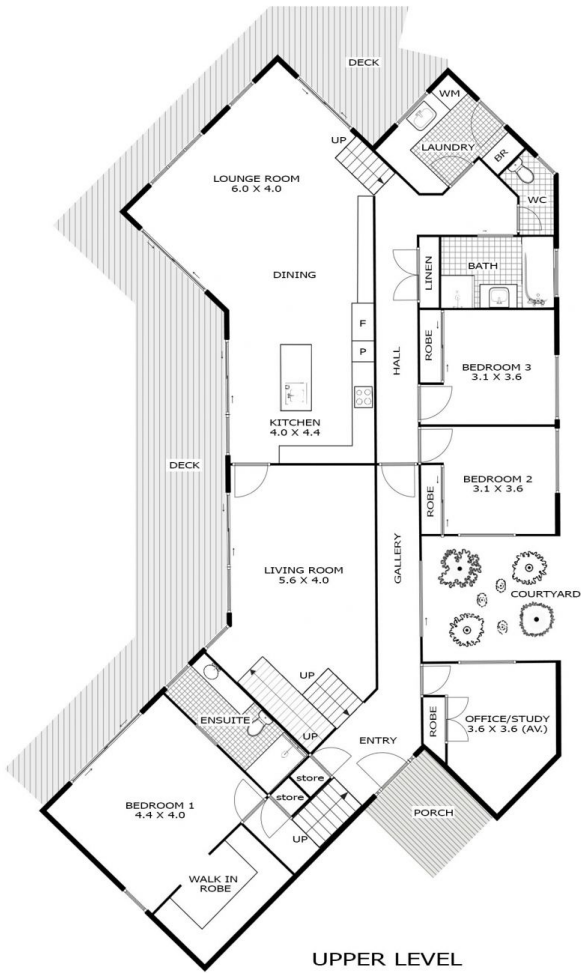 DECK
WM
UP
LAUNDRY
BR
LOUNGE ROOM
6.0 X 4.0
WC
DINING
LINEN
BATH
F
P
HALL
ROBE
BEDROOM 3
3.1 X 3.6
KITCHEN
4.0 X 4.4
DECK
BEDROOM 2
3.1 X 3.6
ROBE
GALLERY
LIVING ROOM
5.6 X 4.0
COURTYARD
UP
ENSUITE
UP
ENTRY
ROBE
OFFICE/STUDY
3.6 X 3.6 (AV.)
store
store
BEDROOM 1
4.4 X 4.0
PORCH
UP
WALK IN
ROBE
UPPER LEVEL